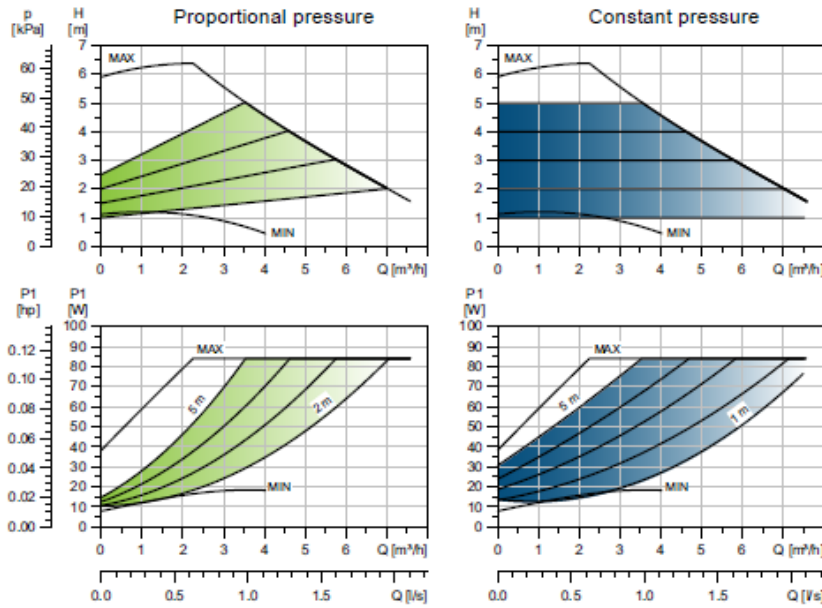 Proportional pressure
Constant pressure
p
[kPa]
H
[m]
H
[m]
7
6
5
4
3
2
1
0
60
50
40
30
20
10
0
MAX
MIN
0 1 2 3 4 5 6 Q [m³/h]
7
6
5
4
3
2
1
0
MAX
MIN
0 1 2 3 4 5 6 Q [m³/h]
P1
[hp]
P1
[W]
P1
[W]
0.12
0.10
0.08
0.06
0.04
0.02
0.00
100
90
80
70
60
50
40
30
20
10
0
MAX
5 m
2 m
MIN
0 1 2 3 4 5 6 Q [m³/h]
100
90
80
70
60
50
40
30
20
10
0
MAX
5 m
1 m
MIN
0 1 2 3 4 5 6 Q [m³/h]
0.0 0.5 1.0 1.5 Q [l/s]
0.0 0.5 1.0 1.5 Q [l/s]